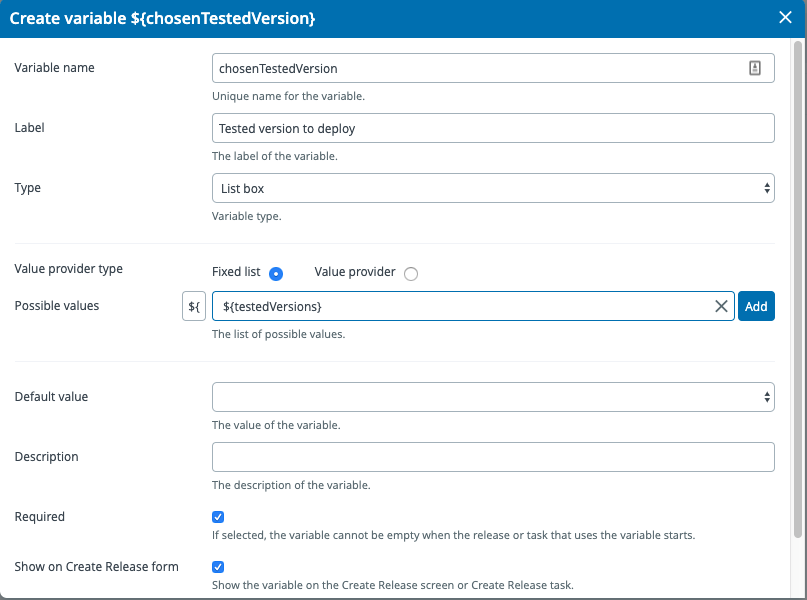 Create variable ${chosenTestedVersion}
Variable name
chosenTestedVersion
Unique name for the variable.
Label
Tested version to deploy
The label of the variable.
Type
List box
Variable type.
Value provider type
Fixed list
Value provider
Possible values
${
${testedVersions}
Add
The list of possible values.
Default value
The value of the variable.
Description
The description of the variable.
Required
If selected, the variable cannot be empty when the release or task that uses the variable starts.
Show on Create Release form
Show the variable on the Create Release screen or Create Release task.